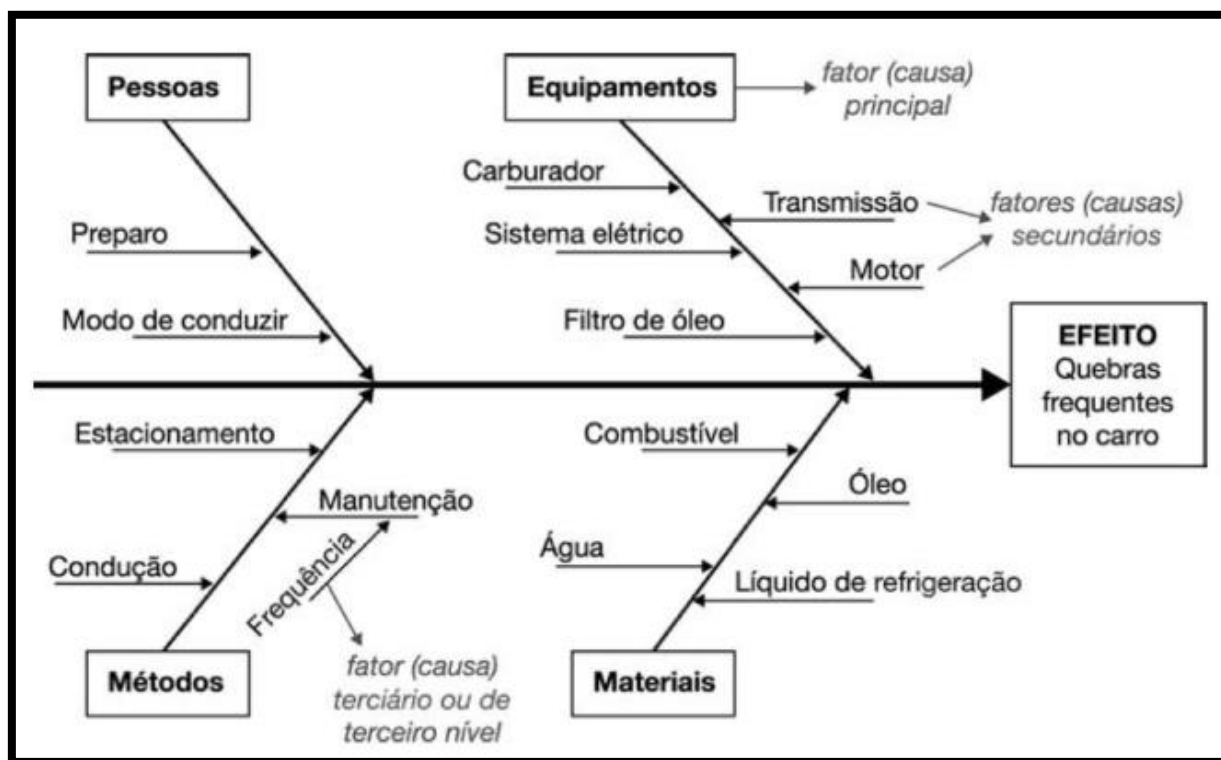 Pessoas
Equipamentos
fator (causa)
principal
Carburador
Transmissão
fatores (causas)
secundários
Preparo
Sistema elétrico
Motor
Modo de conduzir
Filtro de óleo
EFEITO
Quebras
frequentes
no carro
Estacionamento
Combustível
Manutenção
Óleo
Condução
Frequência
Água
Líquido de refrigeração
Métodos
fator (causa)
terciário ou de
terceiro nível
Materiais